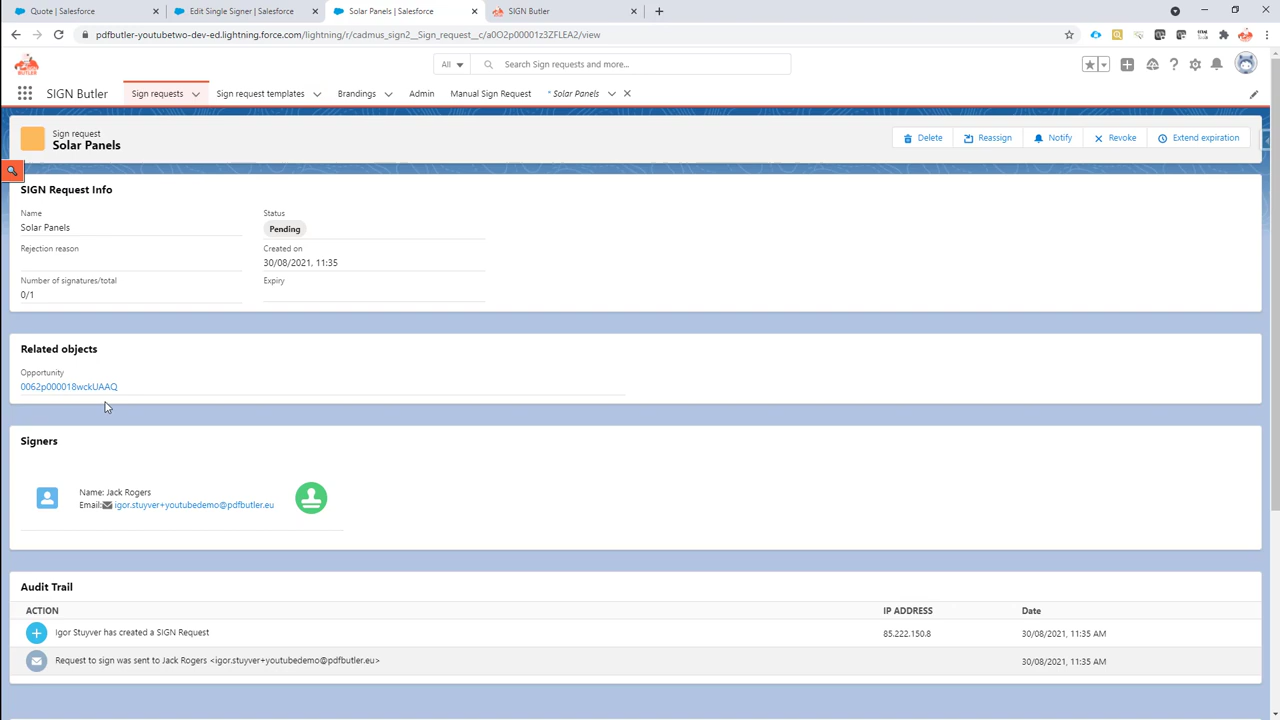 Quote | Salesforce
Edit Single Signer | Salesforce
Solar Panels | Salesforce
SIGN Butler
pdfbutler-youtubetwo-dev-ed.lightning.force.com/lightning/r/cadmus_sign2__Sign_request__c/a0O2p00001z3ZFLEA2/view
BUTLER
All
Search Sign requests and more...
SIGN Butler
Sign requests
Sign request templates
Brandings
Admin
Manual Sign Request
* Solar Panels
Sign request
Solar Panels
Delete
Reassign
Notify
Revoke
Extend expiration
SIGN Request Info
Name
Status
Solar Panels
Pending
Rejection reason
Created on
30/08/2021, 11:35
Number of signatures/total
Expiry
0/1
Related objects
Opportunity
0062p000018wckUAAQ
Signers
Name: Jack Rogers
Email: igor.stuyver+youtubedemo@pdfbutler.eu
Audit Trail
ACTION IP ADDRESS Date
Igor Stuyver has created a SIGN Request 85.222.150.8 30/08/2021, 11:35 AM
Request to sign was sent to Jack Rogers <igor.stuyver+youtubedemo@pdfbutler.eu> 30/08/2021, 11:35 AM